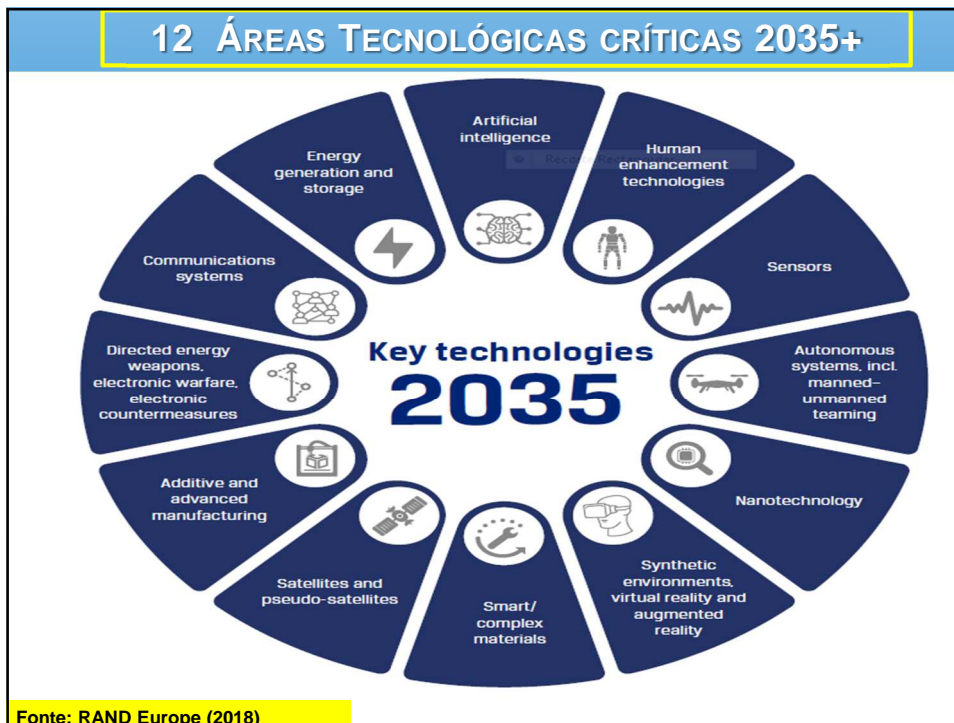 12 ÁREAS TECNOLÓGICAS CRÍTICAS 2035+
Artificial
intelligence
Human
enhancement
technologies
Sensors
Autonomous
systems, incl.
manned–
unmanned
teaming
Nanotechnology
Synthetic
environments,
virtual reality and
augmented
reality
Smart/
complex
materials
Satellites and
pseudo-satellites
Additive and
advanced
manufacturing
Directed energy
weapons,
electronic warfare,
electronic
countermeasures
Communications
systems
Energy
generation and
storage
Key technologies
2035
Fonte: RAND Europe (2018)